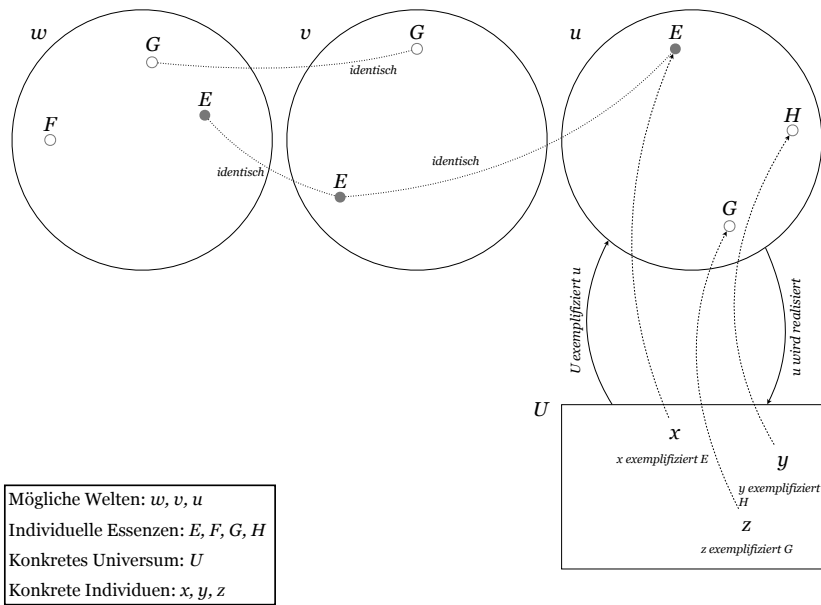 w
v
u
G
G
E
identisch
E
H
F
identisch
identisch
E
G
U exemplifiziert u
u wird realisiert
U
x
x exemplifiziert E
y
y exemplifiziert
H
z
z exemplifiziert G
Mögliche Welten: w, v, u
Individuelle Essenzen: E, F, G, H
Konkretes Universum: U
Konkrete Individuen: x, y, z